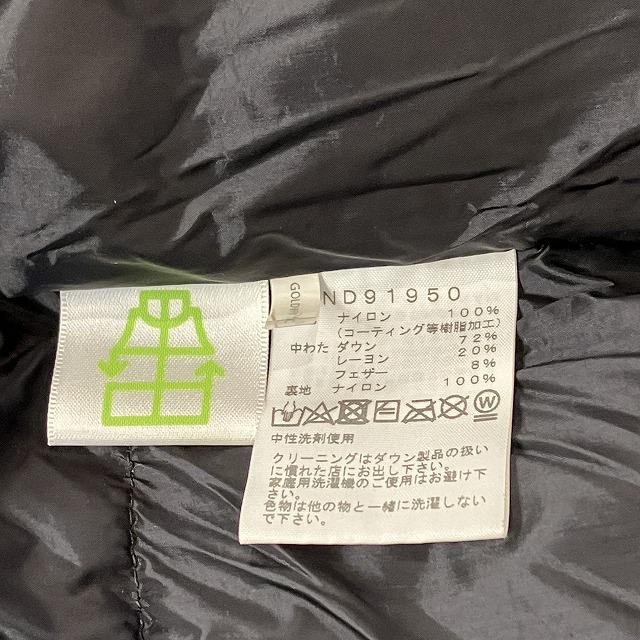 GOUP
ND91950
ナイロン 100%
(コーティング等樹脂加工)
中わた ダウン 72%
レーヨン 20%
フェザー 8%
裏地 ナイロン 100%
W
中性洗剤使用
クリーニングはダウン製品の扱い
に慣れた店にお出し下さい。
家庭用洗濯機のご使用はお避け下
さい。
色物は他の物と一緒に洗濯しない
で下さい。